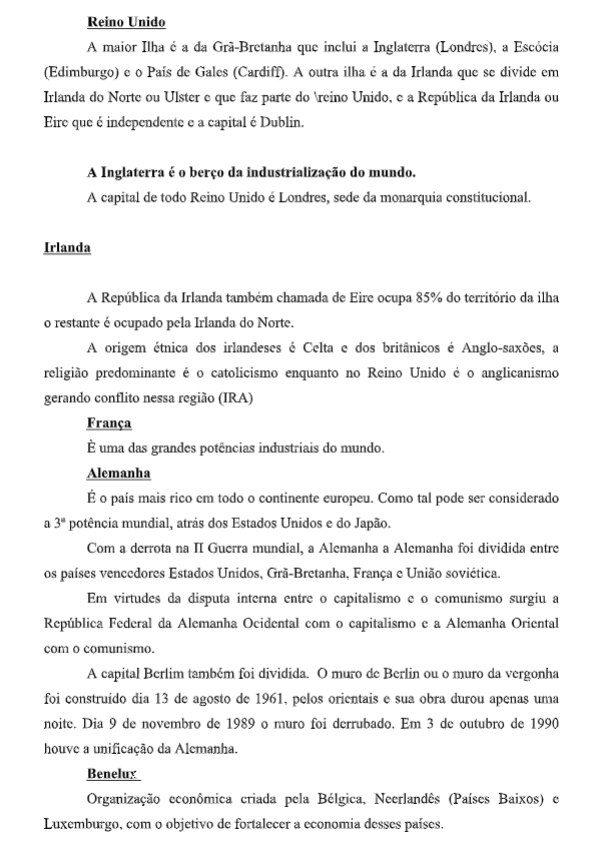 Reino Unido
A maior Ilha é a da Grã-Bretanha que inclui a Inglaterra (Londres), a Escócia
(Edimburgo) e o País de Gales (Cardiff). A outra ilha é a da Irlanda que se divide em
Irlanda do Norte ou Ulster e que faz parte do \reino Unido, e a República da Irlanda ou
Eire que é independente e a capital é Dublin.
A Inglaterra é o berço da industrialização do mundo.
A capital de todo Reino Unido é Londres, sede da monarquia constitucional.
Irlanda
A República da Irlanda também chamada de Eire ocupa 85% do território da ilha
o restante é ocupado pela Irlanda do Norte.
A origem étnica dos irlandeses é Celta e dos britânicos é Anglo-saxões, a
religião predominante é o catolicismo enquanto no Reino Unido é o anglicanismo
gerando conflito nessa região (IRA)
França
È uma das grandes potências industriais do mundo.
Alemanha
É o país mais rico em todo o continente europeu. Como tal pode ser considerado
a 3ª potência mundial, atrás dos Estados Unidos e do Japão.
Com a derrota na II Guerra mundial, a Alemanha a Alemanha foi dividida entre
os países vencedores Estados Unidos, Grã-Bretanha, França e União soviética.
Em virtudes da disputa interna entre o capitalismo e o comunismo surgiu a
República Federal da Alemanha Ocidental com o capitalismo e a Alemanha Oriental
com o comunismo.
A capital Berlim também foi dividida. O muro de Berlin ou o muro da vergonha
foi construído dia 13 de agosto de 1961, pelos orientais e sua obra durou apenas uma
noite. Dia 9 de novembro de 1989 o muro foi derrubado. Em 3 de outubro de 1990
houve a unificação da Alemanha.
Benelux
Organização econômica criada pela Bélgica, Neerlandês (Países Baixos) e
Luxemburgo, com o objetivo de fortalecer a economia desses países.